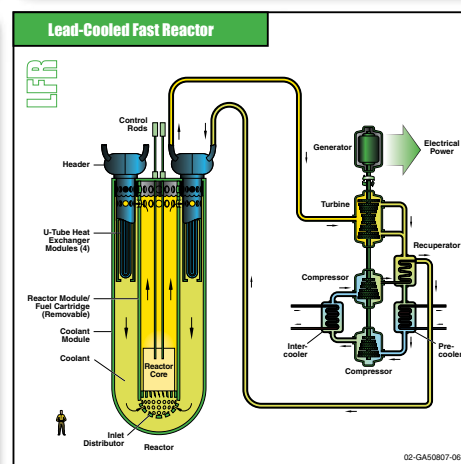 Lead-Cooled Fast Reactor
LFR
Control
Rods
Header
U-Tube Heat
Exchanger
Modules (4)
Reactor Module/
Fuel Cartridge
(Removable)
Coolant
Module
Coolant
Reactor
Core
Inlet
Distributor
Reactor
Generator
Electrical
Power
Turbine
Recuperator
Compressor
Inter-
cooler
Compressor
Pre-
cooler
02-GA50807-06